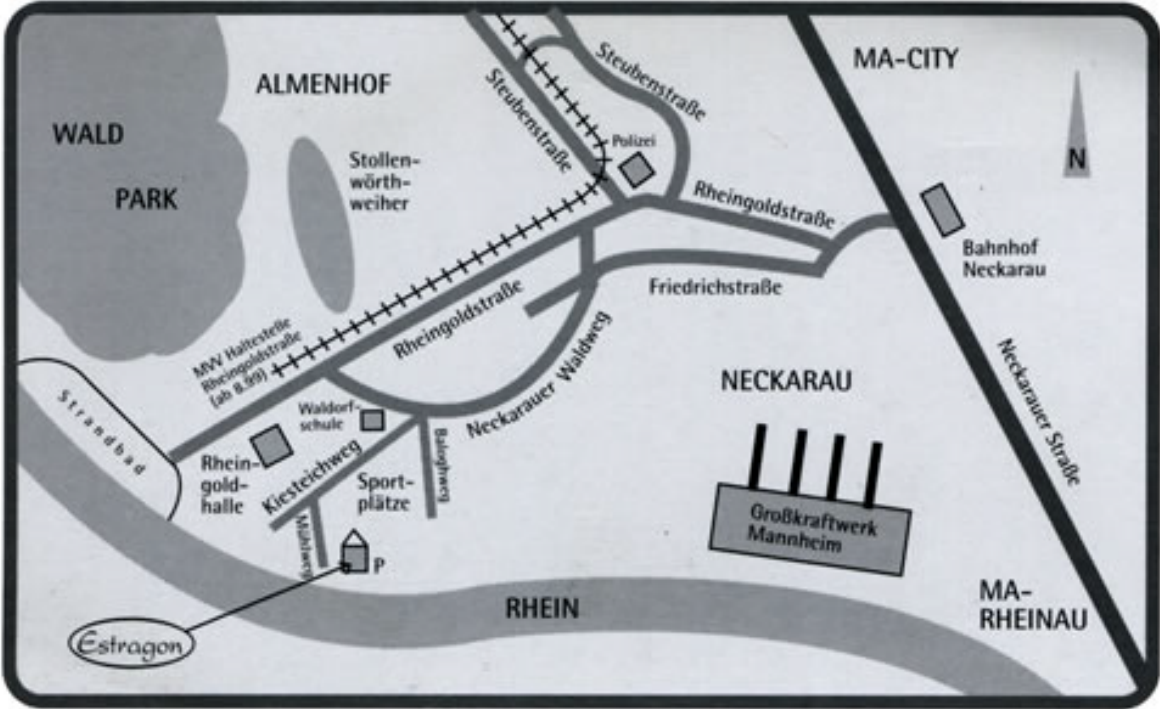 ALMENHOF
MA-CITY
WALD
PARK
Stollen-
wörth-
weiher
Steubenstraße
Steubenstraße
Polizei
N
Rheingoldstraße
Bahnhof
Neckarau
Friedrichstraße
MVV Haltestelle
Rheingoldstraße
(ab 8.99)
Rheingoldstraße
Neckarauer Waldweg
Neckarauer Straße
NECKARAU
Strandbad
Waldorf-
schule
Rhein-
gold-
halle
Kiesteichweg
Sport-
plätze
Baloghweg
Mühlweg
P
Großkraftwerk
Mannheim
RHEIN
MA-
RHEINAU
Estragon